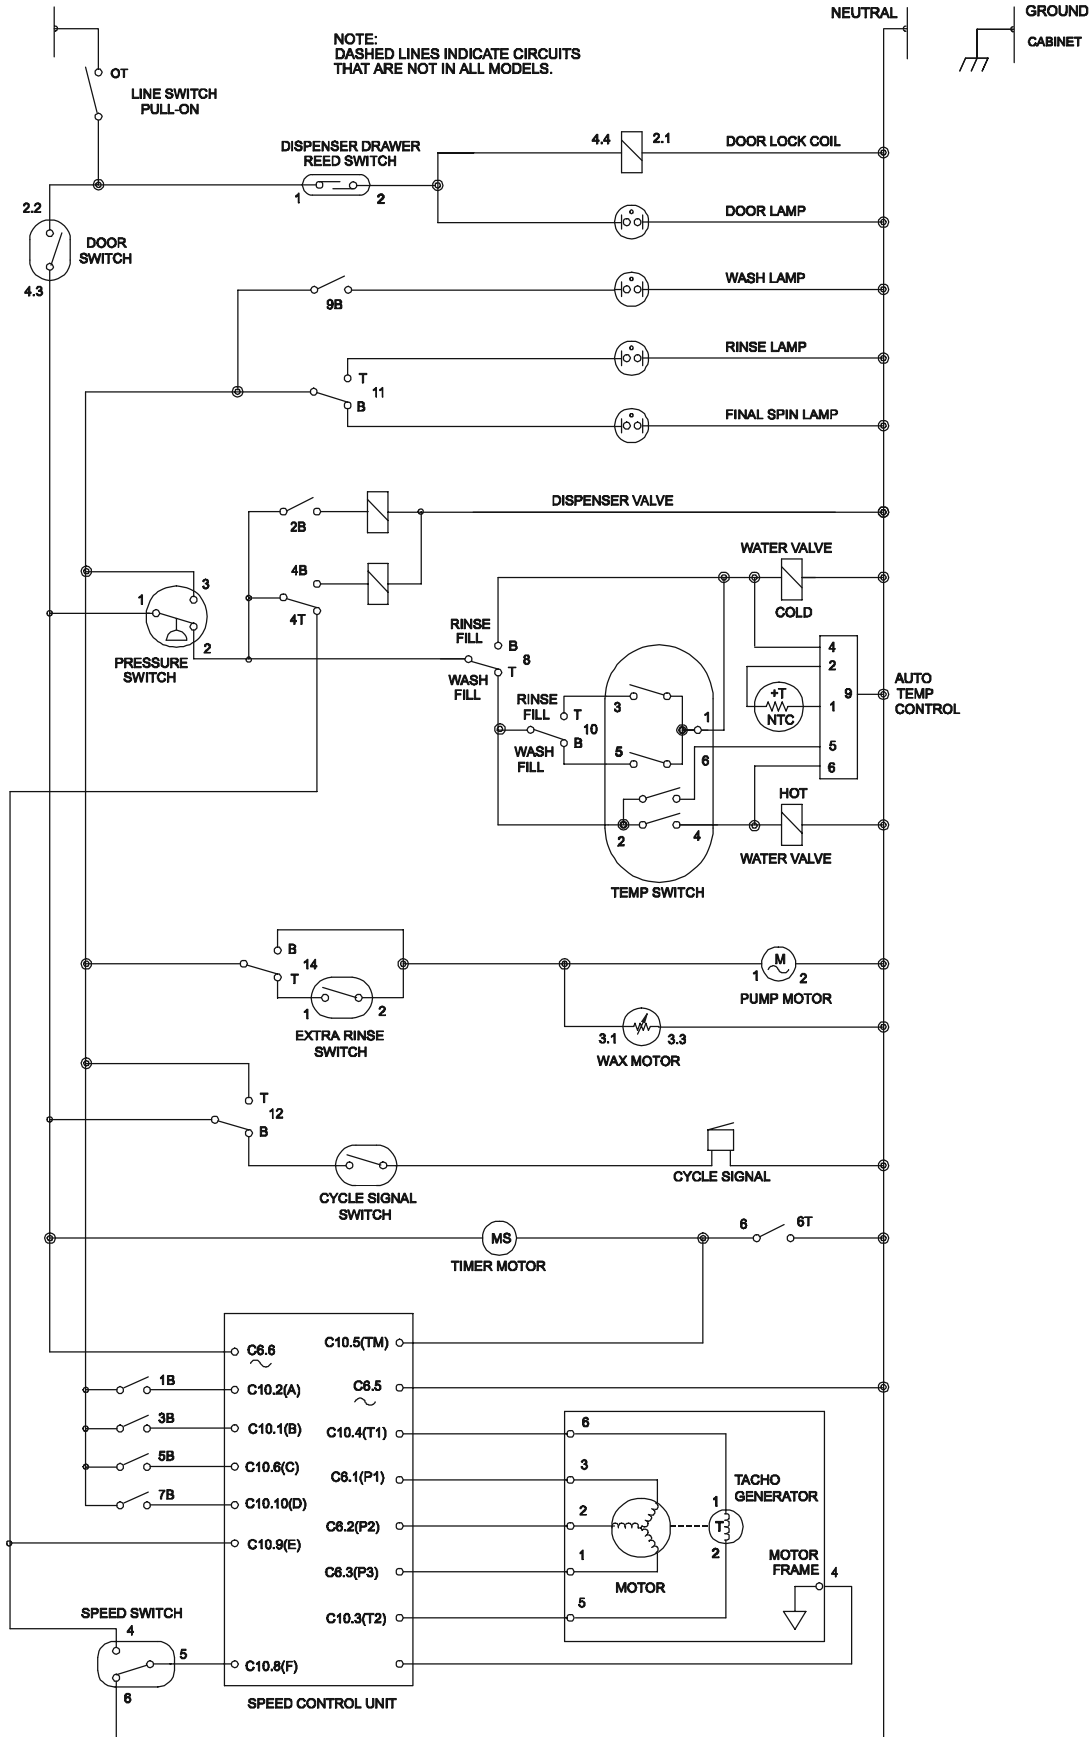 NEUTRAL
GROUND
CABINET
NOTE:
DASHED LINES INDICATE CIRCUITS
THAT ARE NOT IN ALL MODELS.
OT
LINE SWITCH
PULL-ON
DISPENSER DRAWER
REED SWITCH
1
2
4.4
2.1
DOOR LOCK COIL
2.2
DOOR
SWITCH
4.3
DOOR LAMP
9B
WASH LAMP
T
11
B
RINSE LAMP
FINAL SPIN LAMP
2B
DISPENSER VALVE
4B
4T
1
3
2
PRESSURE
SWITCH
RINSE
FILL
B
8
T
WASH
FILL
RINSE
FILL
T
10
B
WASH
FILL
3
5
1
6
2
4
TEMP SWITCH
WATER VALVE
COLD
4
2
9
1
5
6
+T
NTC
AUTO
TEMP
CONTROL
HOT
WATER VALVE
B
14
T
1
2
EXTRA RINSE
SWITCH
M
1
2
PUMP MOTOR
3.1
3.3
WAX MOTOR
T
12
B
CYCLE SIGNAL
SWITCH
CYCLE SIGNAL
MS
TIMER MOTOR
6
6T
C6.6
C10.5(TM)
1B
C10.2(A)
C6.5
3B
C10.1(B)
C10.4(T1)
5B
C10.6(C)
C6.1(P1)
7B
C10.10(D)
C6.2(P2)
C10.9(E)
C6.3(P3)
C10.3(T2)
C10.8(F)
SPEED CONTROL UNIT
SPEED SWITCH
4
5
6
6
3
2
1
5
MOTOR
TACHO
GENERATOR
1
T
2
MOTOR
FRAME
4